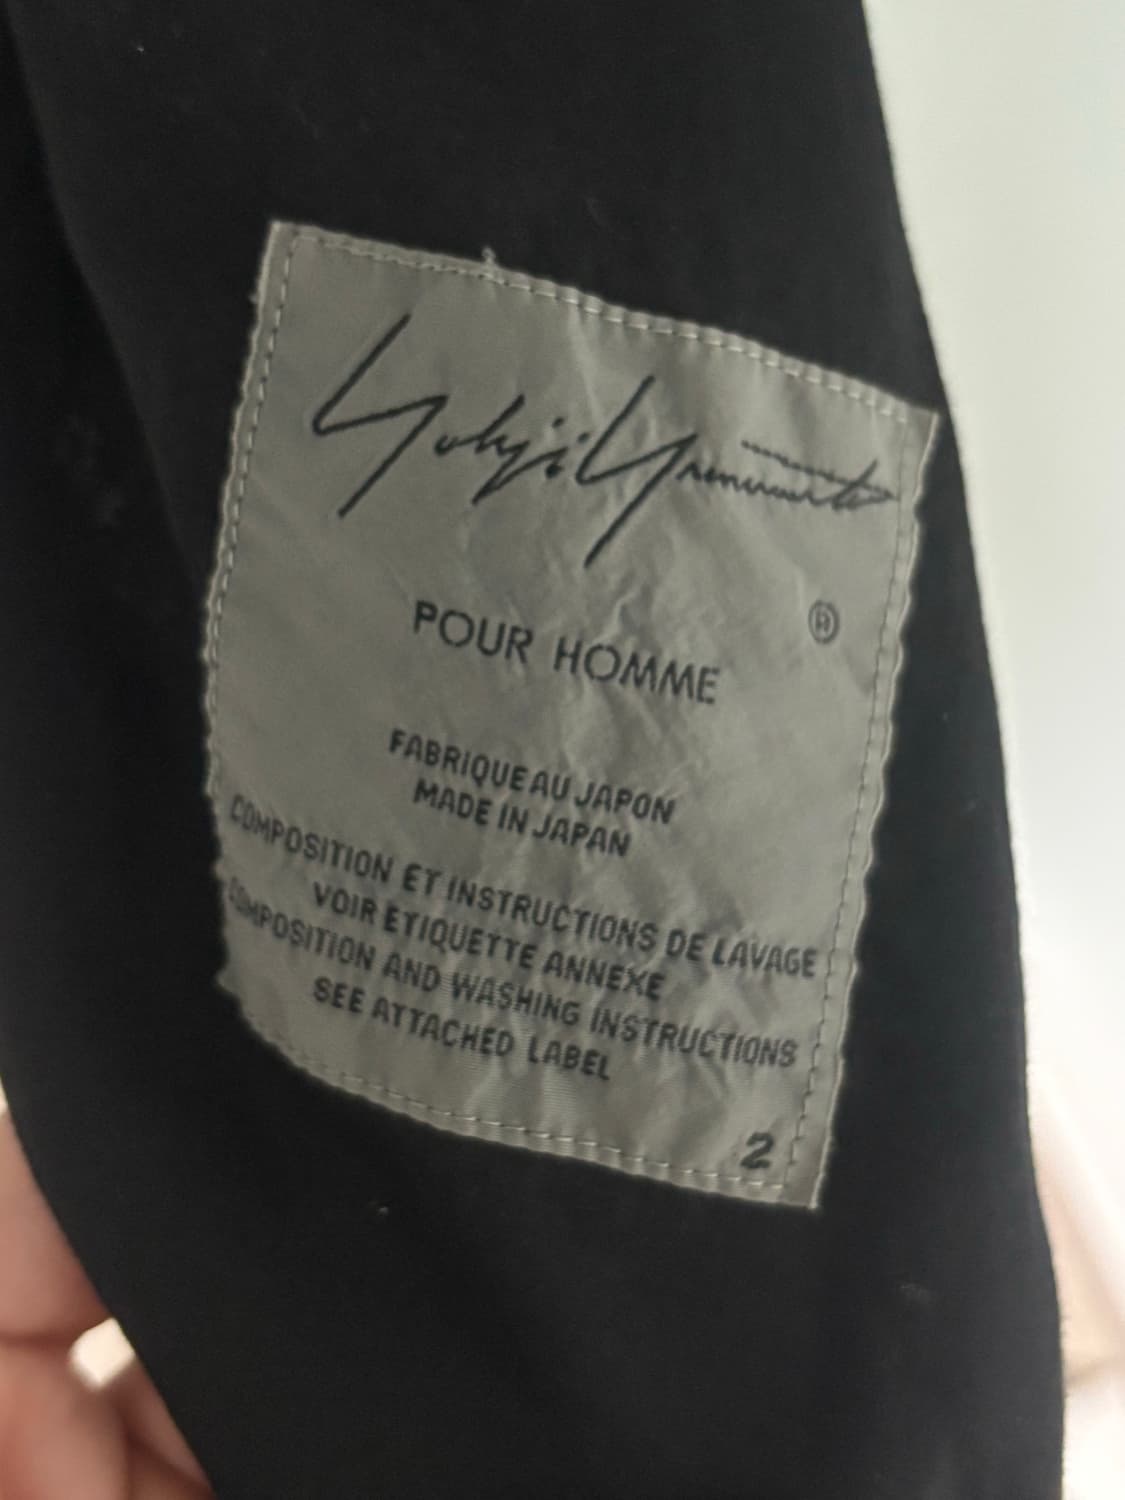 Yohji Yamamoto
®
POUR HOMME
FABRIQUE AU JAPON
MADE IN JAPAN
COMPOSITION ET INSTRUCTIONS DE LAVAGE
VOIR ETIQUETTE ANNEXE
COMPOSITION AND WASHING INSTRUCTIONS
SEE ATTACHED LABEL
2